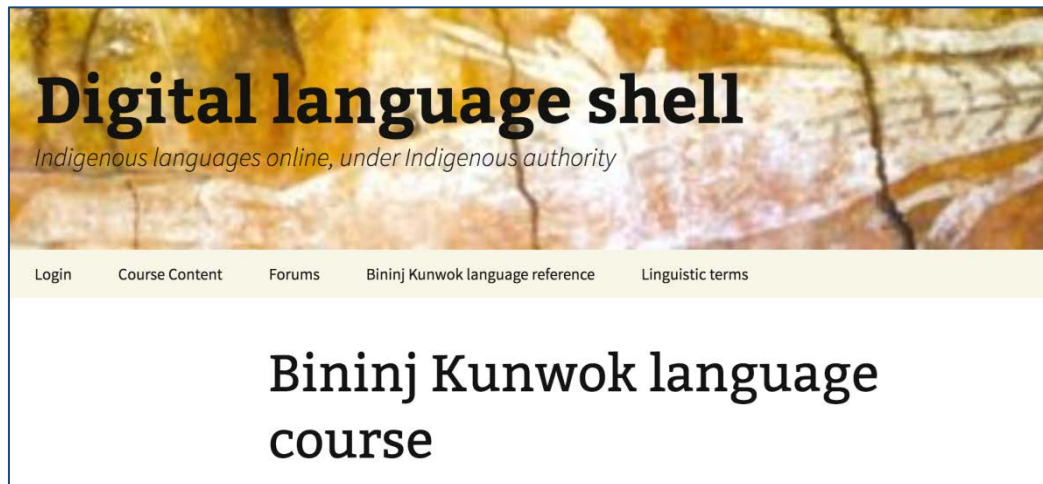 Digital language shell
Indigenous languages online, under Indigenous authority
Login Course Content Forums Bininj Kunwok language reference Linguistic terms
Bininj Kunwok language
course